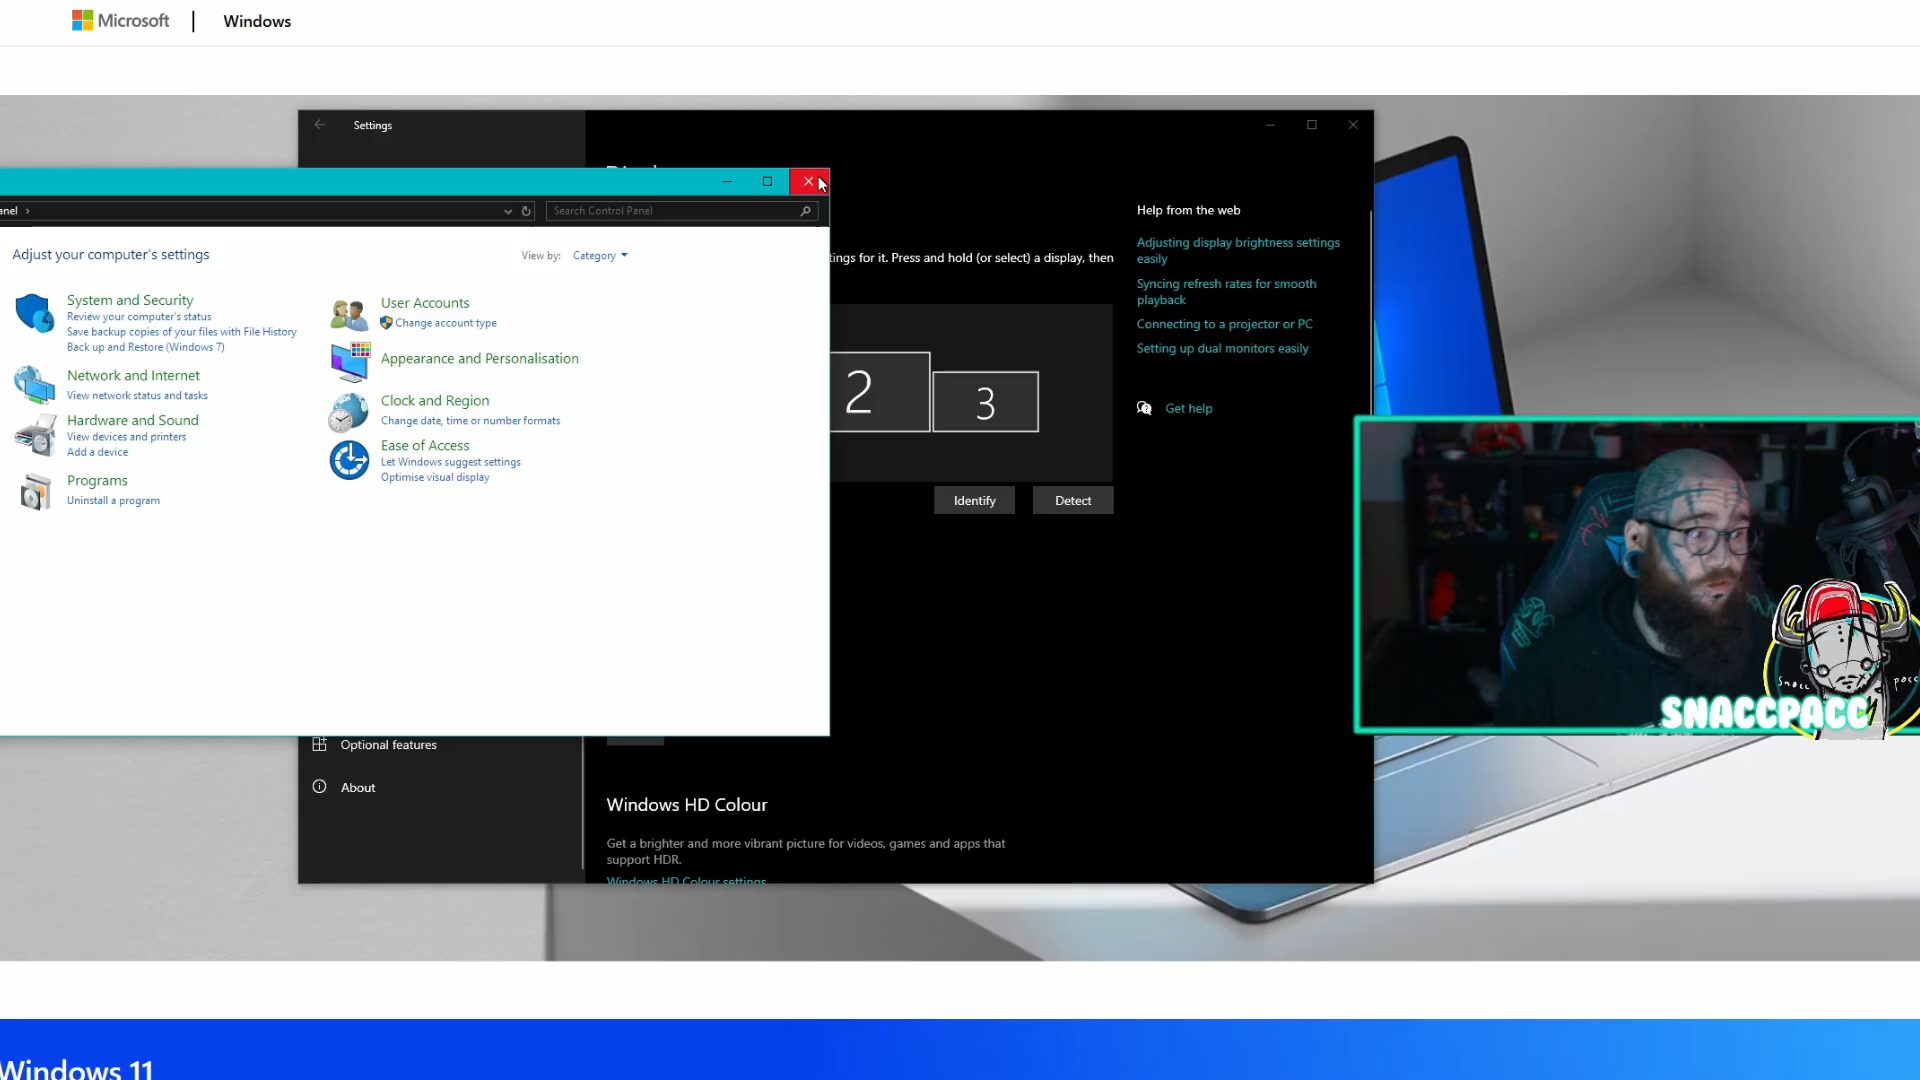 Microsoft
Windows
Settings
anel
Search Control Panel
Adjust your computer's settings
View by:
Category
System and Security
Review your computer's status
Save backup copies of your files with File History
Back up and Restore (Windows 7)
Network and Internet
View network status and tasks
Hardware and Sound
View devices and printers
Add a device
Programs
Uninstall a program
User Accounts
Change account type
Appearance and Personalisation
Clock and Region
Change date, time or number formats
Ease of Access
Let Windows suggest settings
Optimise visual display
tings for it. Press and hold (or select) a display, then
2
3
Identify
Detect
Help from the web
Adjusting display brightness settings
easily
Syncing refresh rates for smooth
playback
Connecting to a projector or PC
Setting up dual monitors easily
Get help
Snacc
pacc
SNACCPACC
Optional features
About
Windows HD Colour
Get a brighter and more vibrant picture for videos, games and apps that
support HDR.
Windows HD Colour settings
Windows 11